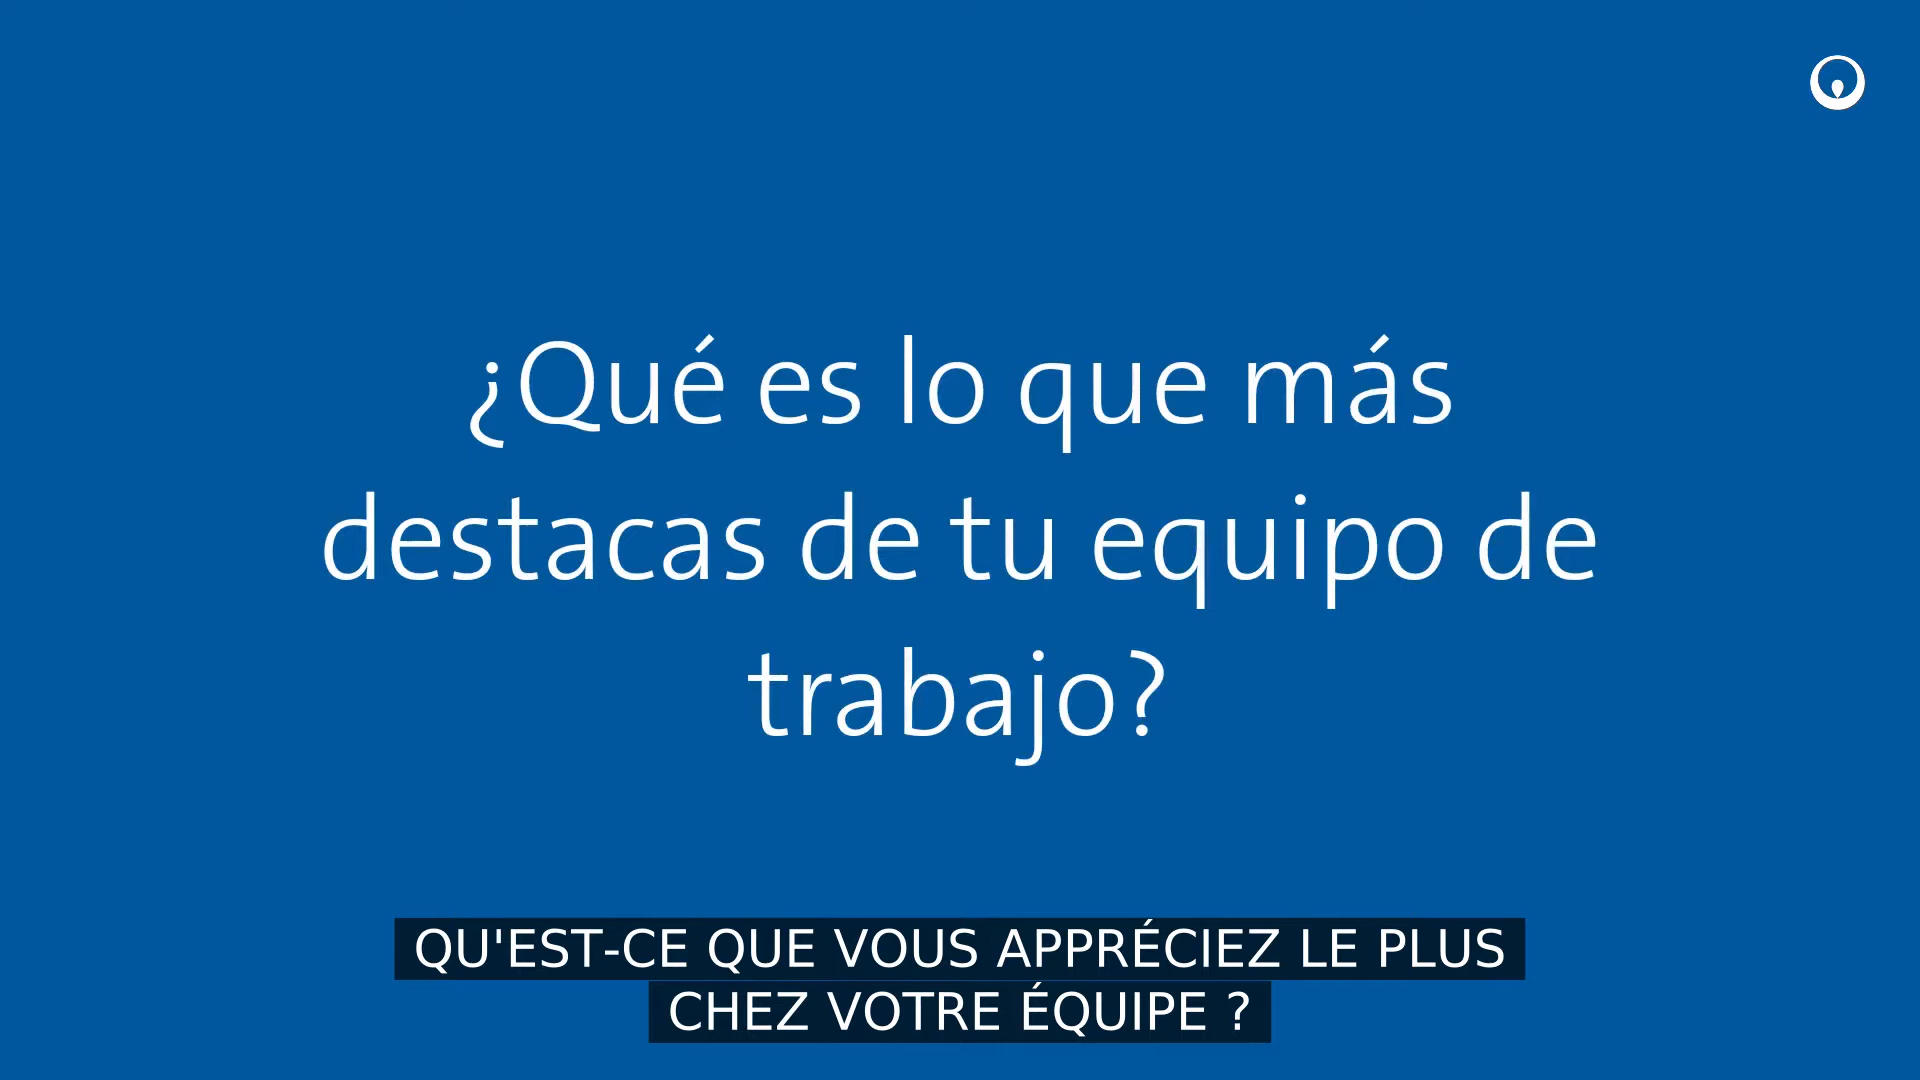 ¿Qué es lo que más
destacas de tu equipo de
trabajo?
QU'EST-CE QUE VOUS APPRÉCIEZ LE PLUS
CHEZ VOTRE ÉQUIPE ?